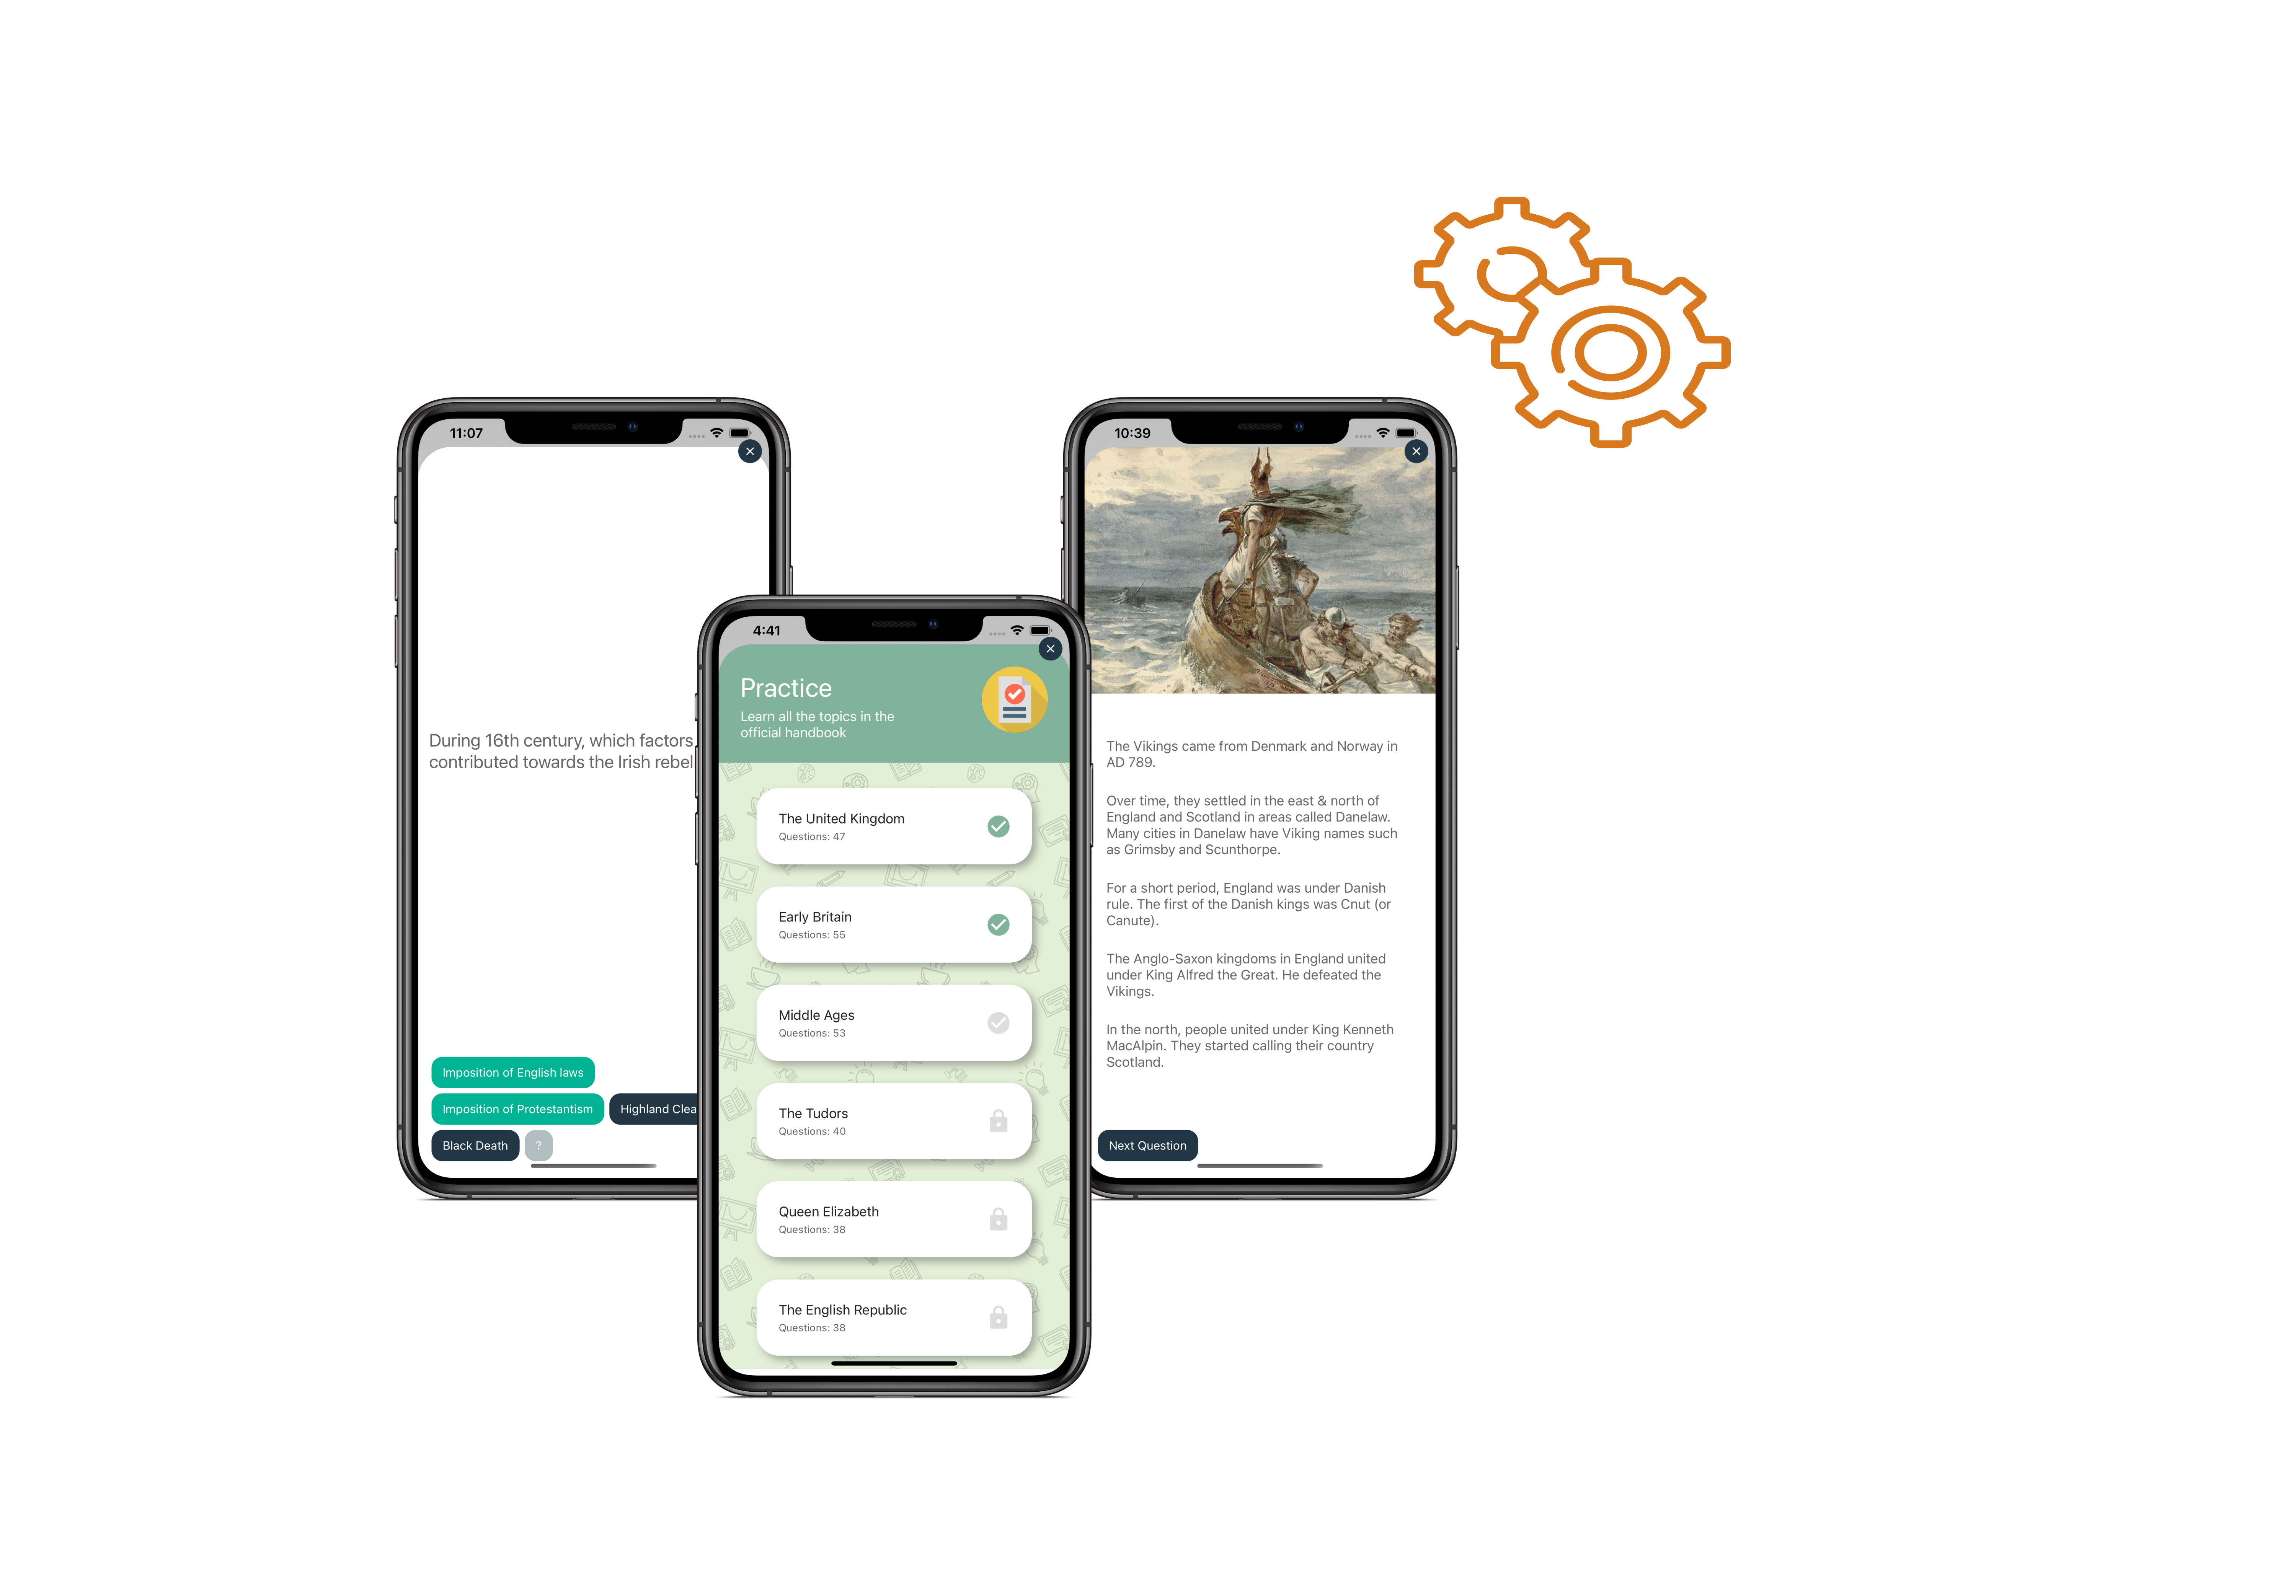 11:07
During 16th century, which factors
contributed towards the Irish rebel
Imposition of English laws
Imposition of Protestantism
Highland Clea
Black Death
?
4:41
Practice
Learn all the topics in the
official handbook
The United Kingdom
Questions: 47
Early Britain
Questions: 55
Middle Ages
Questions: 53
The Tudors
Questions: 40
Queen Elizabeth
Questions: 38
The English Republic
Questions: 38
10:39
The Vikings came from Denmark and Norway in
AD 789.
Over time, they settled in the east & north of
England and Scotland in areas called Danelaw.
Many cities in Danelaw have Viking names such
as Grimsby and Scunthorpe.
For a short period, England was under Danish
rule. The first of the Danish kings was Cnut (or
Canute).
The Anglo-Saxon kingdoms in England united
under King Alfred the Great. He defeated the
Vikings.
In the north, people united under King Kenneth
MacAlpin. They started calling their country
Scotland.
Next Question